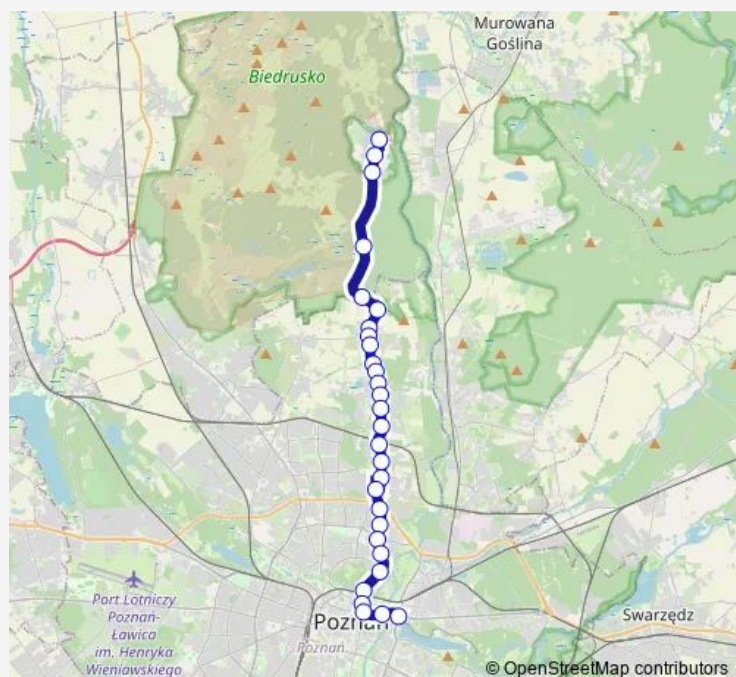 Murowana
Goślina
Biedrusko
Port Lotniczy
Poznań-
Ławica
im. Henryka
Wieniawskiego
Poznań
Poznań
Swarzędz
© OpenStreetMap contributors